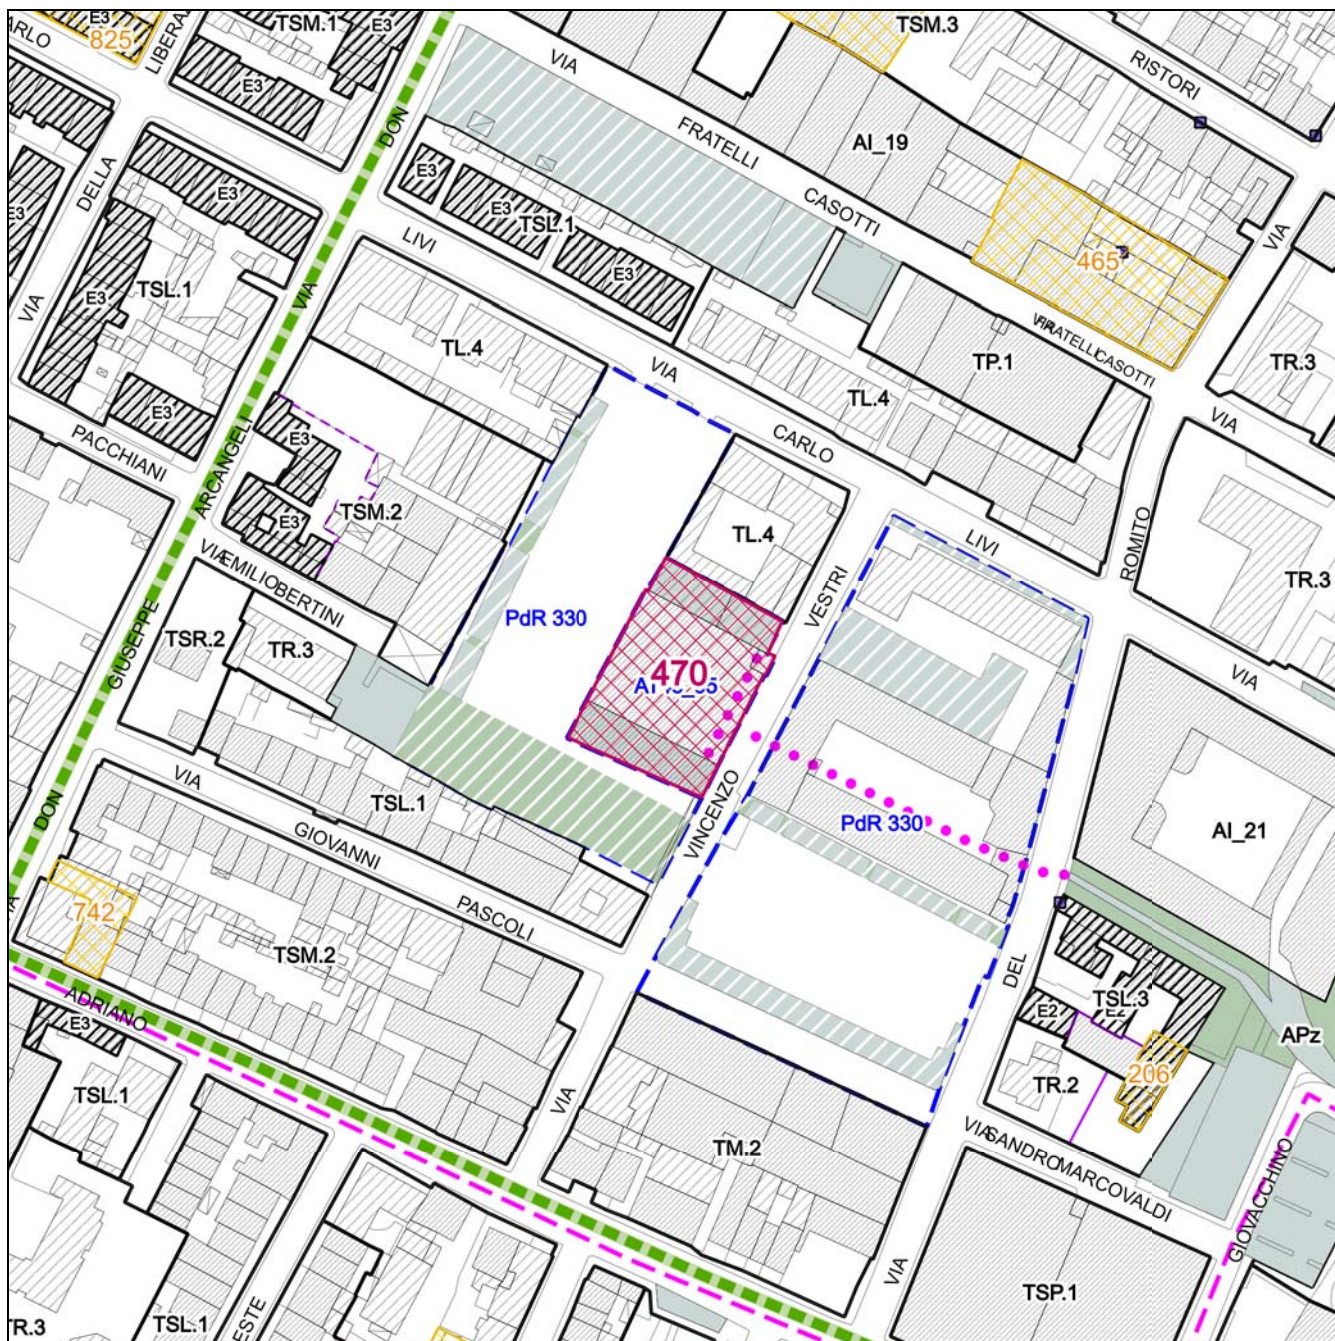 TSM.1
E3
TSM.3
ARLO
825
LIBERA
VIA
RISTORI
DON
FRATELLI
AI_19
E3
CASOTTI
DELLA
E3
E3
E3
TSL.1
VIA
465
LIVI
E3
E3
TSL.1
VIA
VIA
FRATELLI CASOTTI
TL.4
VIA
TP.1
TR.3
TL.4
E3
VIA
PACCHIANI
ARCANGELI
E3
CARLO
TSM.2
E3
TL.4
LIVI
ROMITO
VIA EMILIO BERTINI
VESTRI
TR.3
PdR 330
TSR.2
TR.3
GIUSEPPE
470
VIA
VIA
TSL.1
VINCENZO
DON
GIOVANNI
PdR 330
AI_21
742
PASCOLI
TSM.2
DEL
TSL.3
E2
E2
ADRIANO
E3
APz
TR.2
206
TSL.1
VIA
VIA SANDRO MARCOVALDI
TM.2
GIOVACCHINO
VIA
TSP.1
TR.3
TSL.1
ESTE